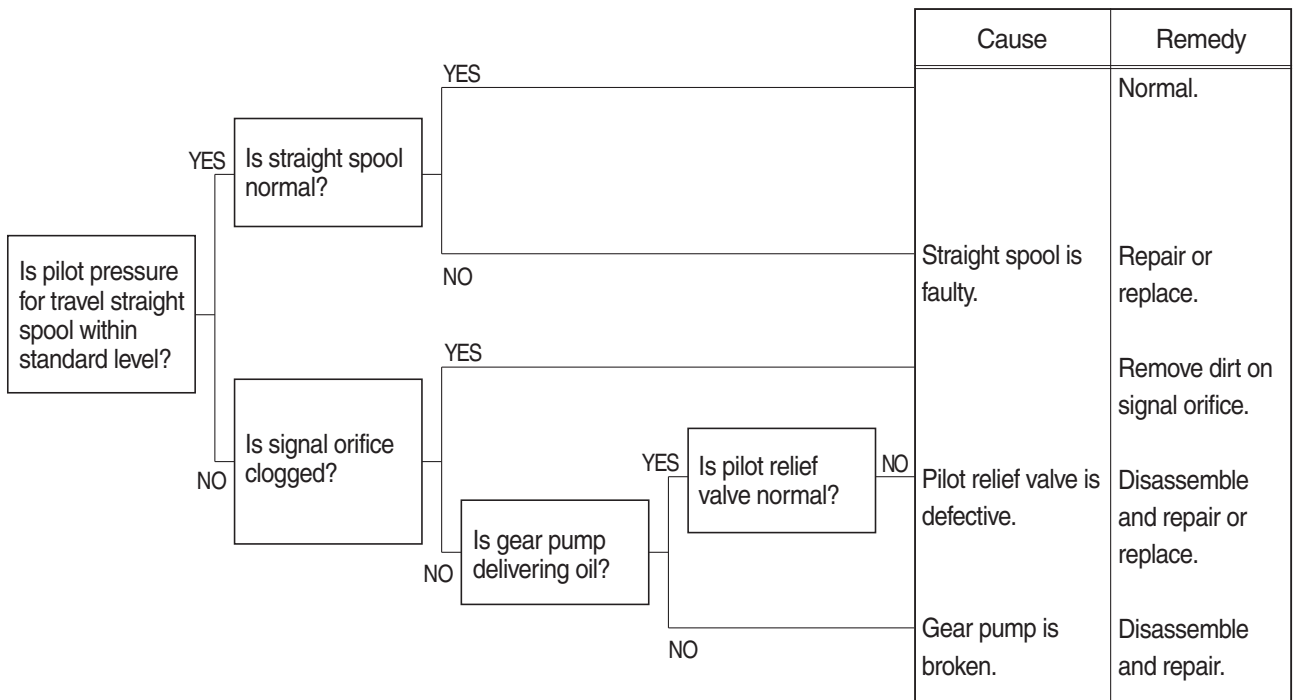 Cause
Remedy
YES
Normal.
YES
Is straight spool
normal?
NO
Straight spool is
faulty.
Repair or
replace.
Is pilot pressure
for travel straight
spool within
standard level?
YES
Remove dirt on
signal orifice.
NO
Is signal orifice
clogged?
YES
Is pilot relief
valve normal?
NO
Pilot relief valve is
defective.
Disassemble
and repair or
replace.
NO
Is gear pump
delivering oil?
NO
Gear pump is
broken.
Disassemble
and repair.